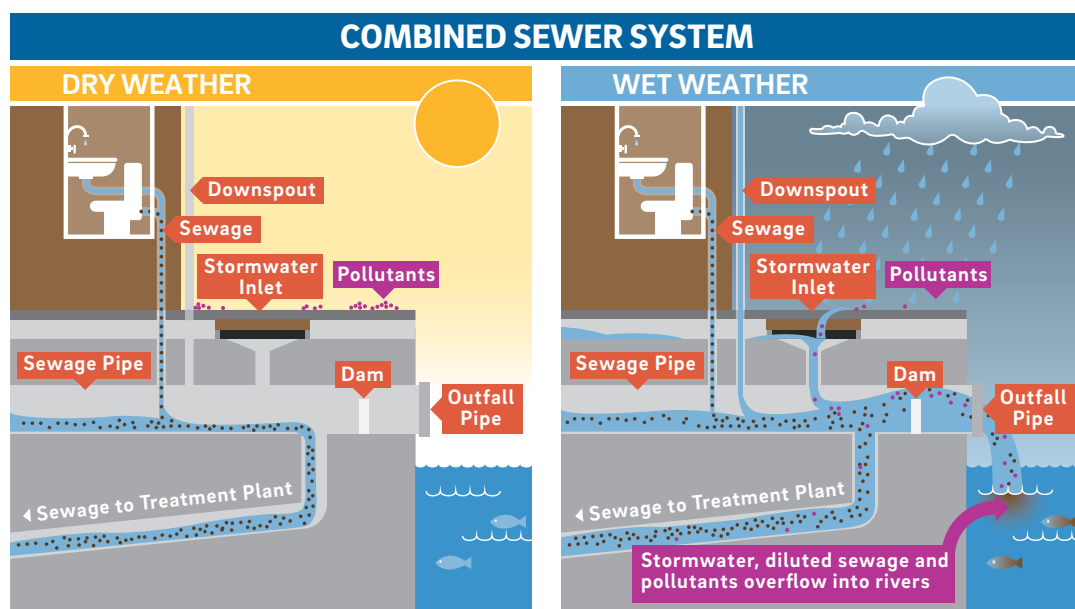 COMBINED SEWER SYSTEM
DRY WEATHER
Downspout
Sewage
Stormwater
Inlet
Pollutants
Sewage Pipe
Dam
Outfall
Pipe
Sewage to Treatment Plant
WET WEATHER
Downspout
Sewage
Stormwater
Inlet
Pollutants
Sewage Pipe
Dam
Outfall
Pipe
Sewage to Treatment Plant
Stormwater, diluted sewage and
pollutants overflow into rivers